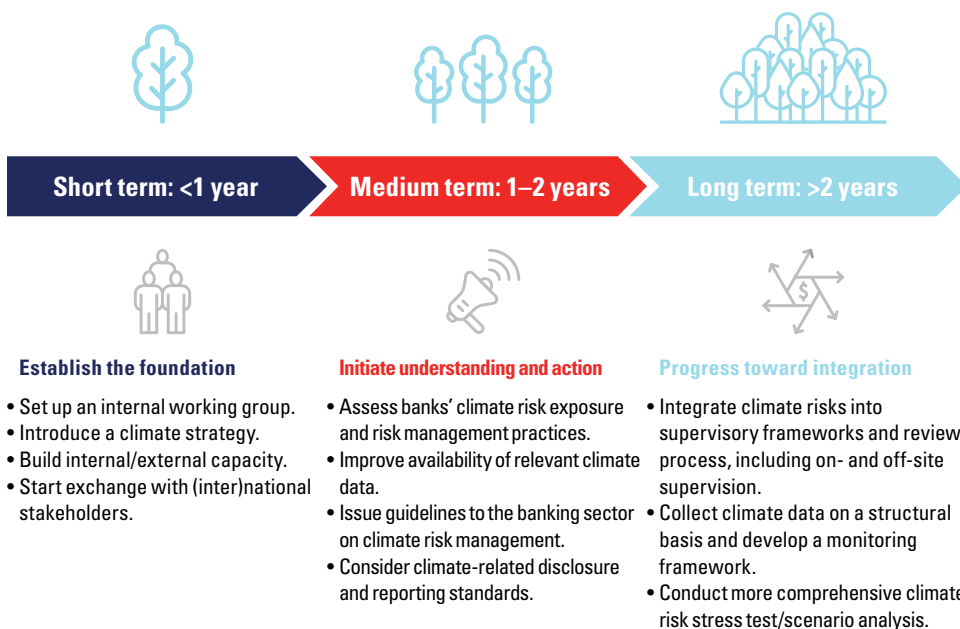 Short term: <1 year
Medium term: 1–2 years
Long term: >2 years
$
Establish the foundation
• Set up an internal working group.
• Introduce a climate strategy.
• Build internal/external capacity.
• Start exchange with (inter)national
stakeholders.
Initiate understanding and action
• Assess banks’ climate risk exposure
and risk management practices.
• Improve availability of relevant climate
data.
• Issue guidelines to the banking sector
on climate risk management.
• Consider climate-related disclosure
and reporting standards.
Progress toward integration
• Integrate climate risks into
supervisory frameworks and review
process, including on- and off-site
supervision.
• Collect climate data on a structural
basis and develop a monitoring
framework.
• Conduct more comprehensive climate
risk stress test/scenario analysis.